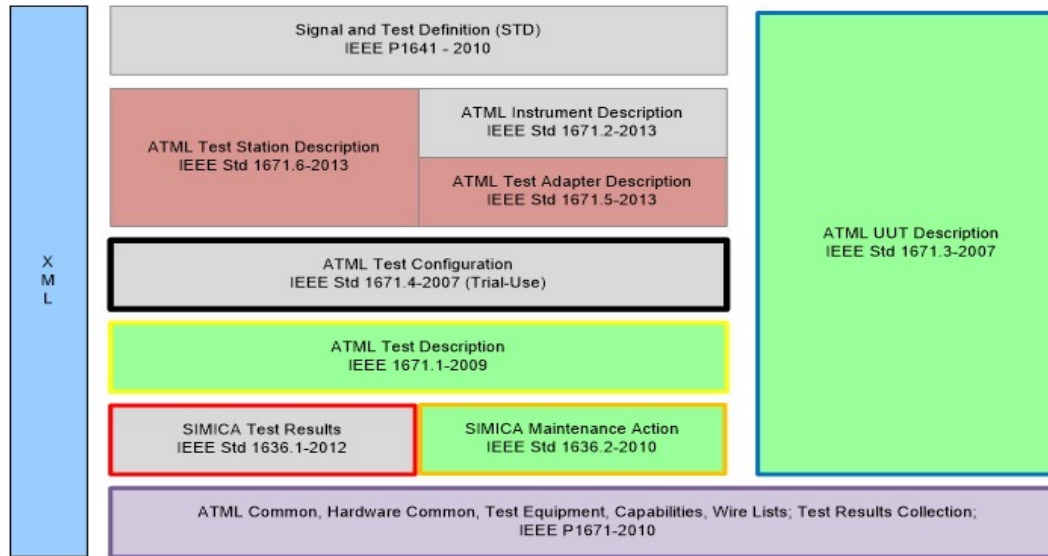 Signal and Test Definition (STD)
IEEE P1641 - 2010
ATML Test Station Description
IEEE Std 1671.6-2013
ATML Instrument Description
IEEE Std 1671.2-2013
ATML Test Adapter Description
IEEE Std 1671.5-2013
ATML Test Configuration
IEEE Std 1671.4-2007 (Trial-Use)
ATML Test Description
IEEE 1671.1-2009
SIMICA Test Results
IEEE Std 1636.1-2012
SIMICA Maintenance Action
IEEE Std 1636.2-2010
ATML UUT Description
IEEE Std 1671.3-2007
X
M
L
ATML Common, Hardware Common, Test Equipment, Capabilities, Wire Lists; Test Results Collection;
IEEE P1671-2010